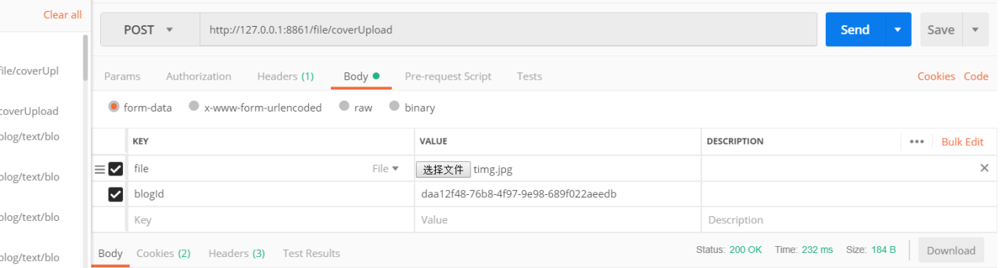 Clear all
POST http://127.0.0.1:8861/file/coverUpload Send Save
file/coverUpl
Params Authorization Headers (1) Body Pre-request Script Tests Cookies Code
form-data x-www-form-urlencoded raw binary
coverUpload
blog/text/blo
KEY VALUE DESCRIPTION ••• Bulk Edit
file File 选择文件 timg.jpg
blog/text/blo
blogId daa12f48-76b8-4f97-9e98-689f022aeedb
Key Value Description
blog/text/blo
Body Cookies (2) Headers (3) Test Results Status: 200 OK Time: 232 ms Size: 184 B Download
blog/text/blo